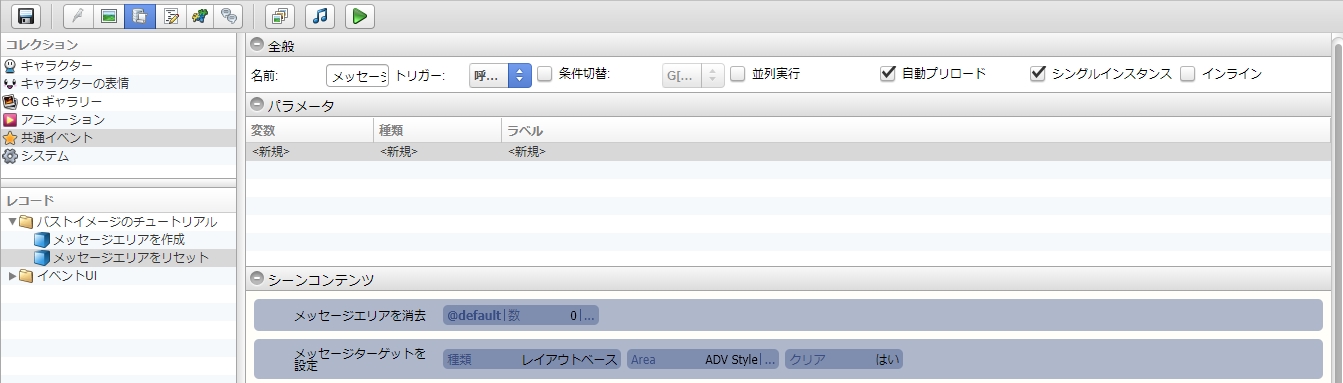 コレクション
キャラクター
キャラクターの表情
CG ギャラリー
アニメーション
共通イベント
システム
レコード
バストイメージのチュートリアル
メッセージエリアを作成
メッセージエリアをリセット
イベントUI
全般
名前: メッセージ トリガー: 呼... 条件切替: G[... 並列実行 自動プリロード シングルインスタンス インライン
パラメータ
変数 種類 ラベル
<新規> <新規> <新規>
シーンコンテンツ
メッセージエリアを消去 @default 数 0 ...
メッセージターゲットを設定 種類 レイアウトベース Area ADV Style ... クリア はい